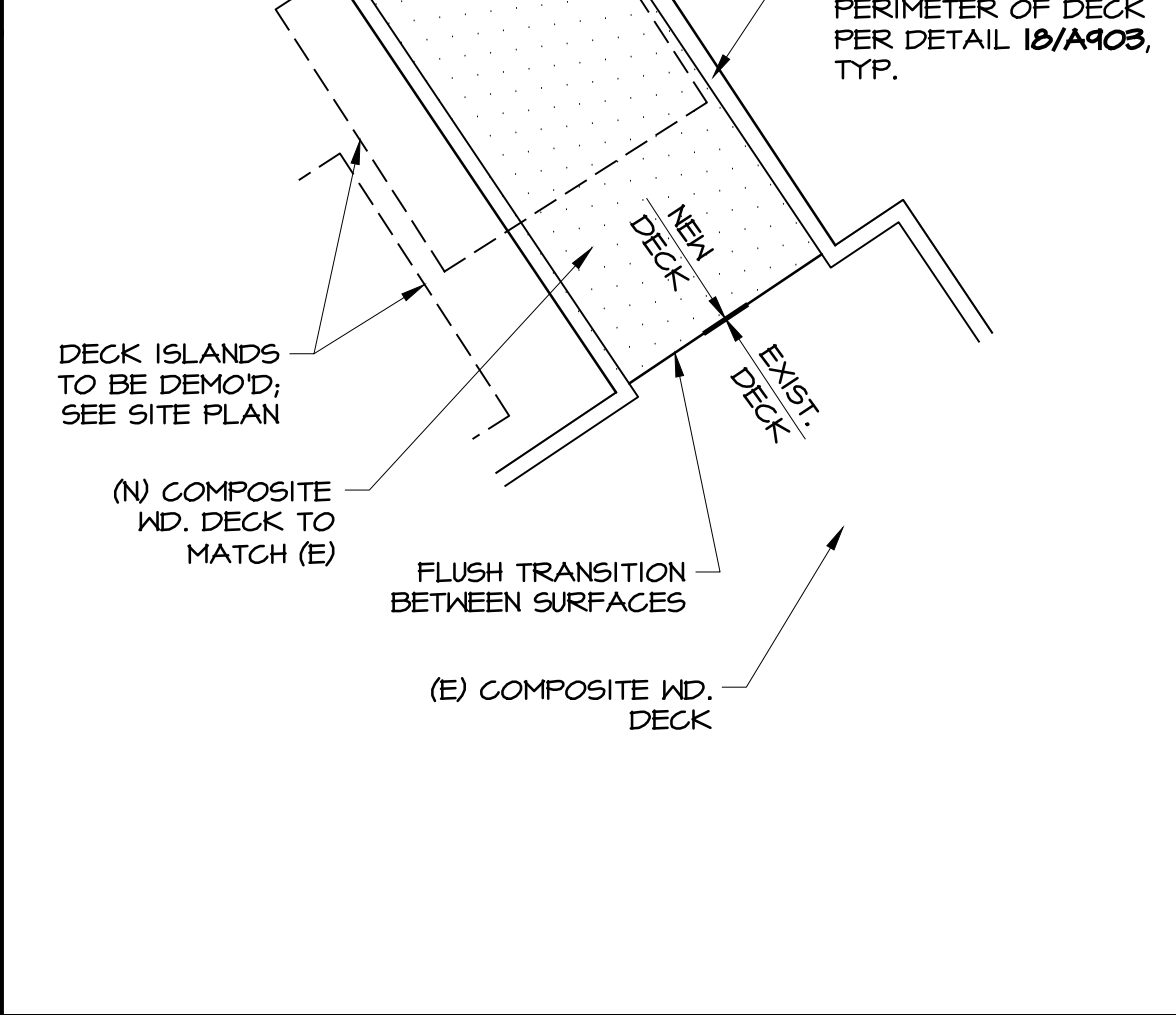 PERIMETER OF DECK
PER DETAIL 18/A903,
TYP.
NEW
DECK
EXIST.
DECK
DECK ISLANDS
TO BE DEMO'D;
SEE SITE PLAN
(N) COMPOSITE
WD. DECK TO
MATCH (E)
FLUSH TRANSITION
BETWEEN SURFACES
(E) COMPOSITE WD.
DECK